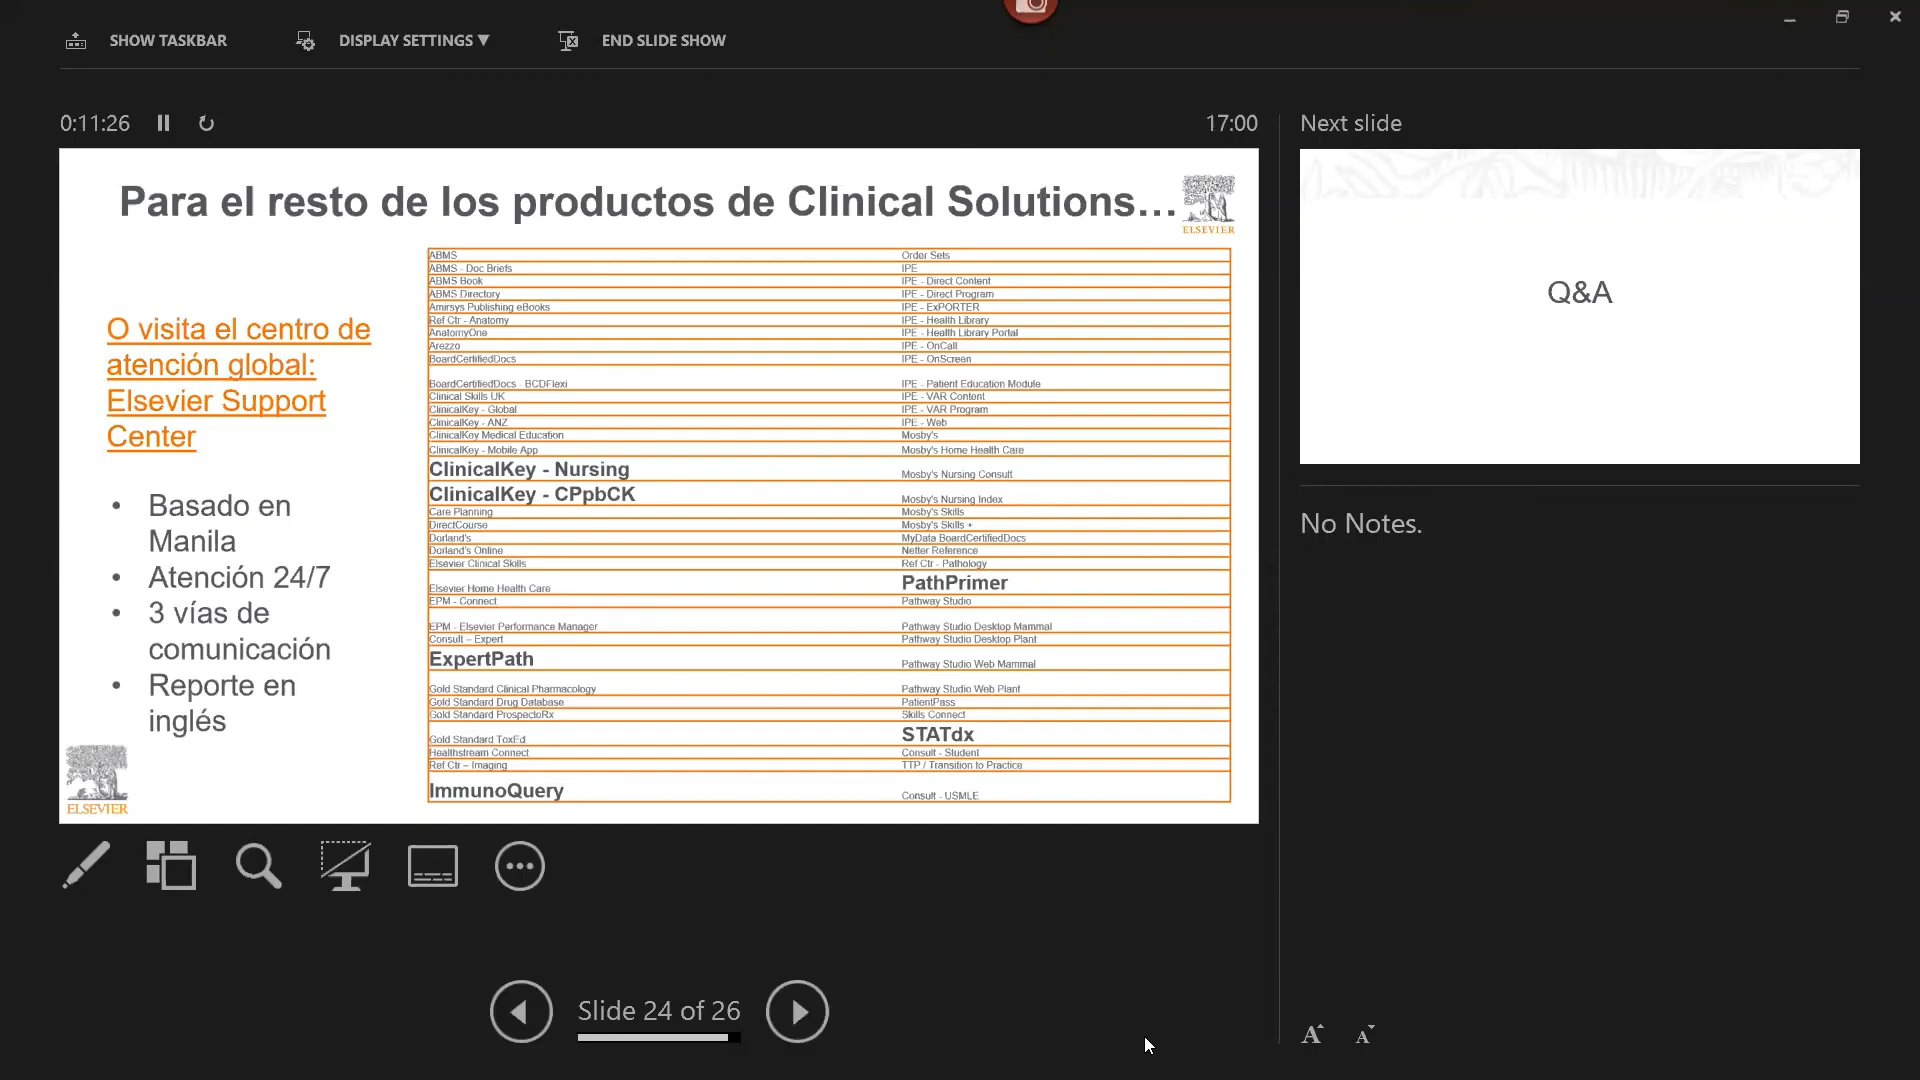 SHOW TASKBAR
DISPLAY SETTINGS ▼
END SLIDE SHOW
0:11:26
17:00
Next slide
Para el resto de los productos de Clinical Solutions…
ELSEVIER
O visita el centro de
atención global:
Elsevier Support
Center
• Basado en
Manila
• Atención 24/7
• 3 vías de
comunicación
• Reporte en
inglés
ELSEVIER
ABMS Order Sets
ABMS - Doc Briefs IPE
ABMS Book IPE - Direct Content
ABMS Directory IPE - Direct Program
Amirsys Publishing eBooks IPE - ExPORTER
Ref Ctr - Anatomy IPE - Health Library
AnatomyOne IPE - Health Library Portal
Arezzo IPE - OnCall
BoardCertifiedDocs IPE - OnScreen
BoardCertifiedDocs - BCDFlexi IPE - Patient Education Module
Clinical Skills UK IPE - VAR Content
ClinicalKey - Global IPE - VAR Program
ClinicalKey - ANZ IPE - Web
ClinicalKey Medical Education Mosby's
ClinicalKey - Mobile App Mosby's Home Health Care
ClinicalKey - Nursing Mosby's Nursing Consult
ClinicalKey - CPpbCK Mosby's Nursing Index
Care Planning Mosby's Skills
DirectCourse Mosby's Skills +
Dorland's MyData BoardCertifiedDocs
Dorland's Online Netter Reference
Elsevier Clinical Skills Ref Ctr - Pathology
Elsevier Home Health Care PathPrimer
EPM - Connect Pathway Studio
EPM - Elsevier Performance Manager Pathway Studio Desktop Mammal
Consult – Expert Pathway Studio Desktop Plant
ExpertPath Pathway Studio Web Mammal
Gold Standard Clinical Pharmacology Pathway Studio Web Plant
Gold Standard Drug Database PatientPass
Gold Standard ProspectoRx Skills Connect
Gold Standard ToxEd STATdx
Healthstream Connect Consult - Student
Ref Ctr – Imaging TTP / Transition to Practice
ImmunoQuery Consult - USMLE
Q&A
No Notes.
Slide 24 of 26
A A